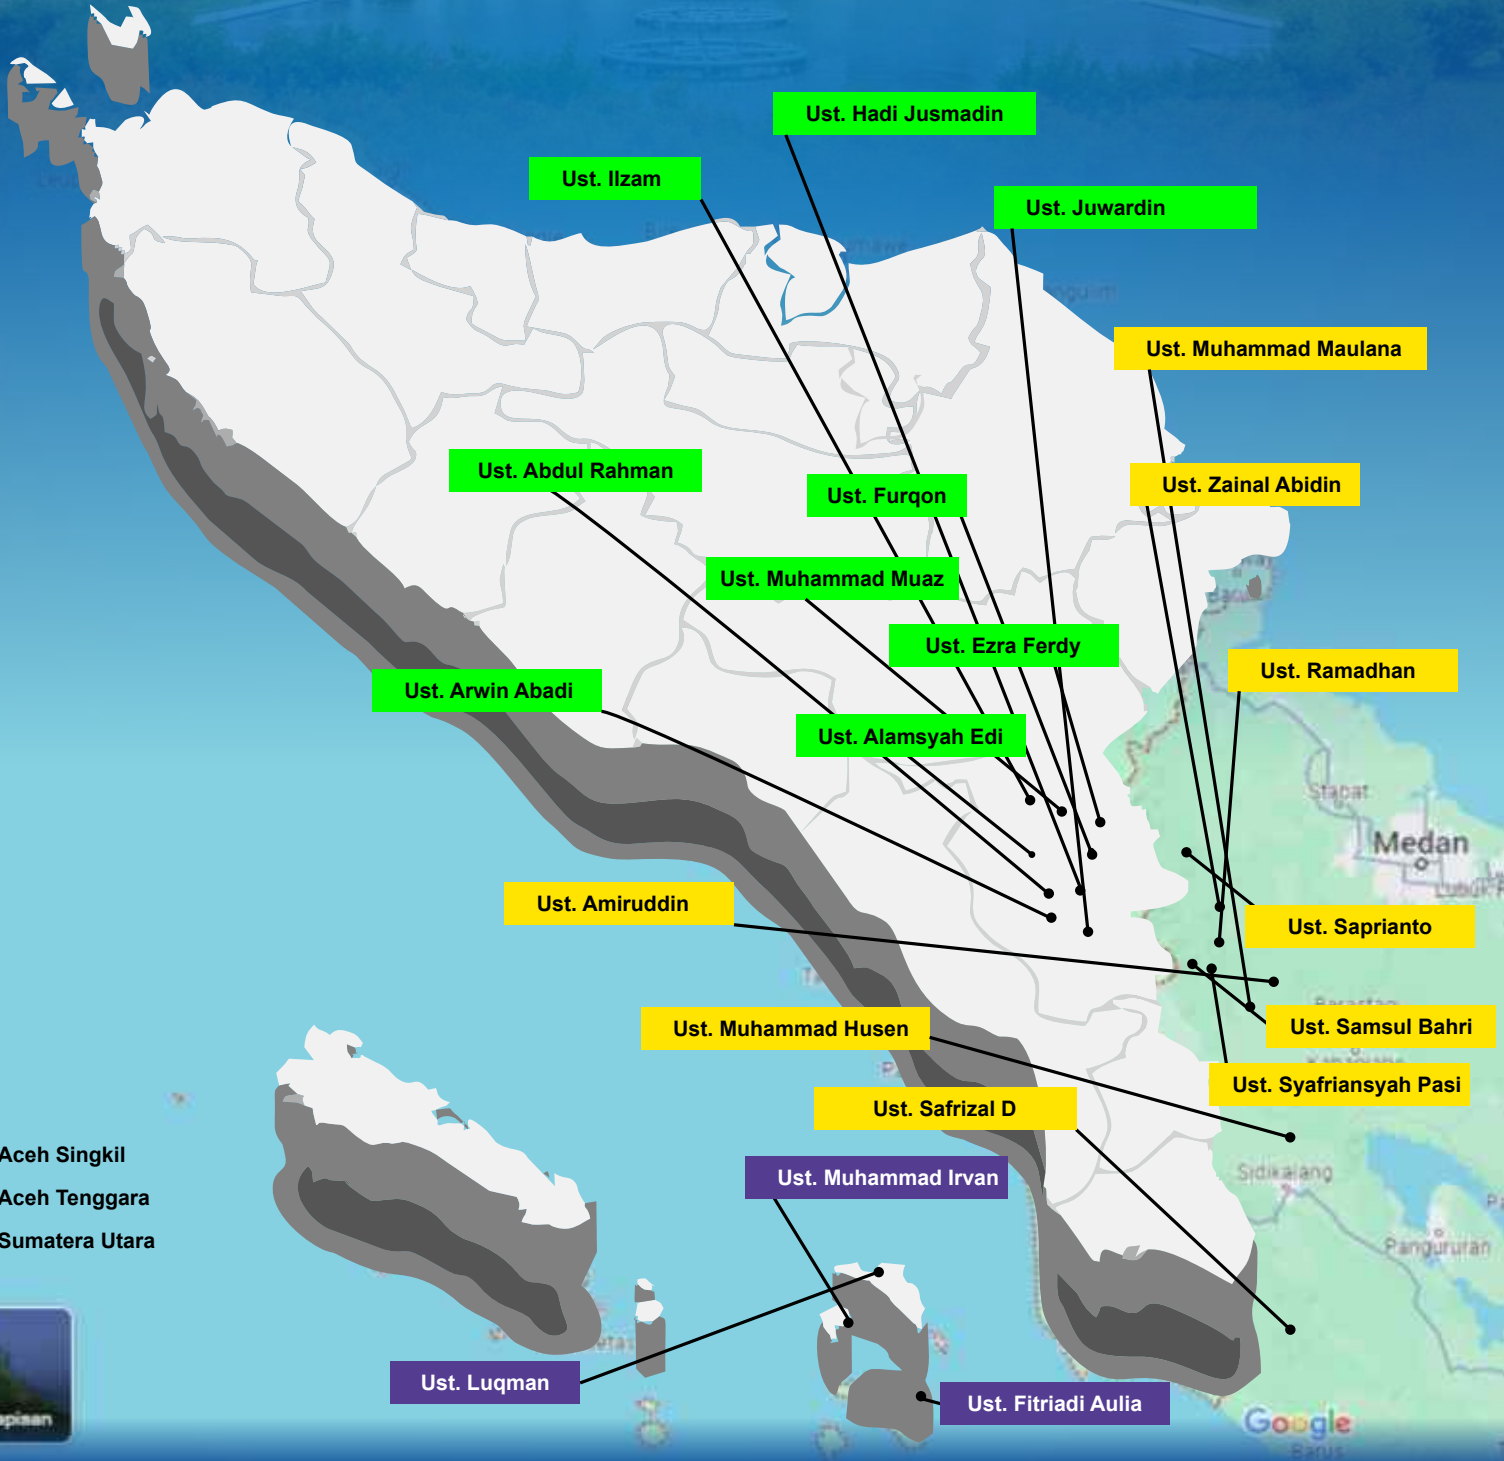 Ust. Hadi Jusmadin
Ust. Ilzam
Ust. Juwardin
Ust. Muhammad Maulana
Ust. Abdul Rahman
Ust. Furqon
Ust. Zainal Abidin
Ust. Muhammad Muaz
Ust. Ezra Ferdy
Ust. Ramadhan
Ust. Arwin Abadi
Ust. Alamsyah Edi
Stabat
Medan
Ust. Amiruddin
Ust. Saprianto
Berastagi
Ust. Muhammad Husen
Ust. Samsul Bahri
Ust. Syafriansyah Pasi
Ust. Safrizal D
Aceh Singkil
Ust. Muhammad Irvan
Sidikalang
Aceh Tenggara
Sumatera Utara
Pangururan
Ust. Luqman
Ust. Fitriadi Aulia
Google
Barus